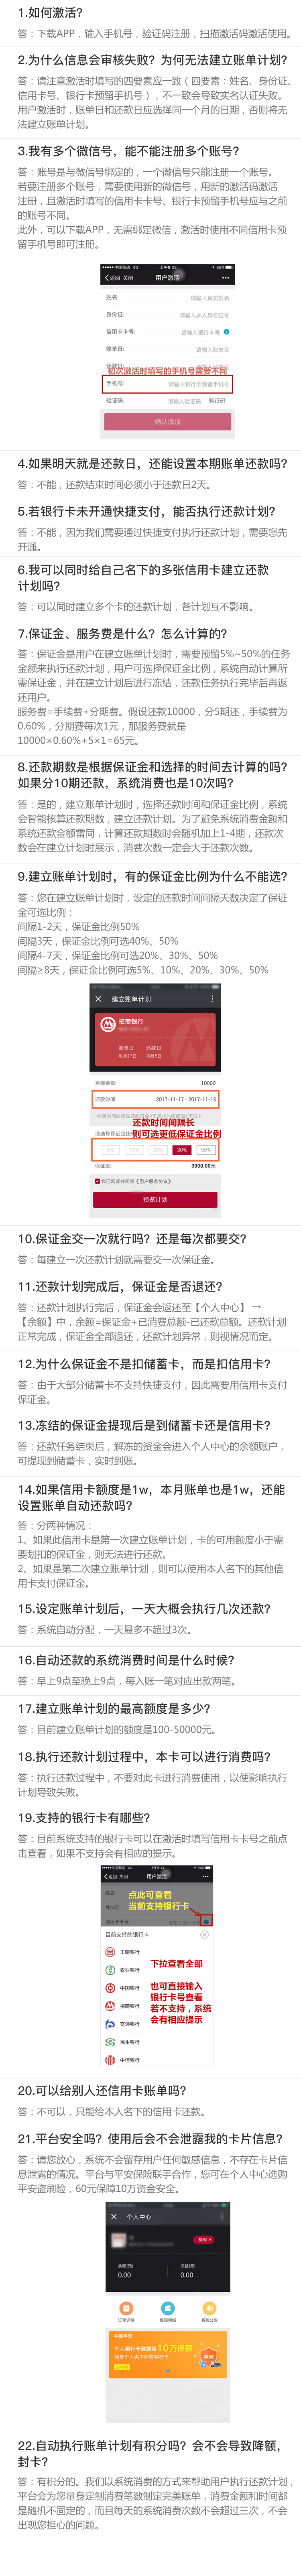 1.如何激活?
答：下载APP，输入手机号，验证码注册，扫描激活码激活使用。
2.为什么信息会审核失败？为何无法建立账单计划?
答：请注意激活时填写的四要素应一致（四要素：姓名、身份证、
信用卡号、银行卡预留手机号），不一致会导致实名认证失败。
用户激活时，账单日和还款日应选择同一个月的日期，否则将无
法建立账单计划。
3.我有多个微信号，能不能注册多个账号?
答：账号是与微信号绑定的，一个微信号只能注册一个账号。
若要注册多个账号，需要使用新的微信号，用新的激活码激活
注册，且激活时填写的信用卡卡号、银行卡预留手机号应与之前
的账号不同。
此外，可以下载APP，无需绑定微信，激活时使用不同信用卡预
留手机号即可注册。
中国移动 4G
返回 关闭 用户激活
姓名: 请输入真实姓名
身份证: 请输入本人身份证号
信用卡卡号: 请输入银行卡号
账单日: 请输入账单日
还款日:
初次激活时填写的手机号需要不同
手机号: 请输入银行卡预留手机号
验证码: 请输入验证码 验证码
确认添加
4.如果明天就是还款日，还能设置本期账单还款吗?
答：不能，还款结束时间必须小于还款日2天。
5.若银行卡未开通快捷支付，能否执行还款计划?
答：不能，因为我们需要通过快捷支付执行还款计划，需要您先
开通。
6.我可以同时给自己名下的多张信用卡建立还款
计划吗?
答：可以同时建立多个卡的还款计划，各计划互不影响。
7.保证金、服务费是什么？怎么计算的?
答：保证金是用户在建立账单计划时，需要预留5%~50%的任务
金额来执行还款计划，用户可选择保证金比例，系统自动计算所
需保证金，并在建立计划后进行冻结，还款任务执行完毕后再返
还用户。
服务费=手续费+分期费。假设还款10000，分5期还，手续费为
0.60%，分期费每次1元，那服务费就是
10000×0.60%+5×1=65元。
8.还款期数是根据保证金和选择的时间去计算的吗?
如果分10期还款，系统消费也是10次吗?
答：是的，建立账单计划时，选择还款时间和保证金比例，系统
会智能核算还款期数，建立还款计划。为了避免系统消费金额和
系统还款金额雷同，计算还款期数时会随机加上1-4期，还款次
数会在建立计划时展示，消费次数一定会大于还款次数。
9.建立账单计划时，有的保证金比例为什么不能选?
答：您在建立账单计划时，设定的还款时间间隔天数决定了保证
金可选比例：
间隔1-2天，保证金比例50%
间隔3天，保证金比例可选40%、50%
间隔4-7天，保证金比例可选20%、30%、50%
间隔≥8天，保证金比例可选5%、10%、20%、30%、50%
建立账单计划
招商银行
账单日 还款日
每月17日 每月5日
目标金额: 10000
还款时间: 2017-11-17~2017-11-15
还款时间间隔长
则可选更低保证金比例
请选择保证金比例
30% 50%
保证金: 3000.00元
我已阅读并同意《用户服务协议》
预览计划
10.保证金交一次就行吗？还是每次都要交?
答：每建立一次还款计划就需要交一次保证金。
11.还款计划完成后，保证金是否退还?
答：还款计划执行完后，保证金会返还至【个人中心】→
【余额】中，余额=保证金+已消费总额-已还款总额。还款计划
正常完成，保证金全部退还，还款计划异常，则视情况而定。
12.为什么保证金不是扣储蓄卡，而是扣信用卡?
答：由于大部分储蓄卡不支持快捷支付，因此需要用信用卡支付
保证金。
13.冻结的保证金提现后是到储蓄卡还是信用卡?
答：还款任务结束后，解冻的资金会进入个人中心的余额账户，
可提现到储蓄卡，实时到账。
14.如果信用卡额度是1w，本月账单也是1w，还能
设置账单自动还款吗?
答：分两种情况：
1、如果此信用卡是第一次建立账单计划，卡的可用额度小于需
要划扣的保证金，则无法进行还款。
2、如果是第二次建立账单计划，则可以使用本人名下的其他信
用卡支付保证金。
15.设定账单计划后，一天大概会执行几次还款?
答：系统自动分配，一天最多不超过3次。
16.自动还款的系统消费时间是什么时候?
答：早上9点至晚上9点，每入账一笔对应出款两笔。
17.建立账单计划的最高额度是多少?
答：目前建立账单计划的额度是100-50000元。
18.执行还款计划过程中，本卡可以进行消费吗?
答：执行还款过程中，不要对此卡进行消费使用，以便影响执行
计划导致失败。
19.支持的银行卡有哪些?
答：目前系统支持的银行卡可以在激活时填写信用卡卡号之前点
击查看，如果不支持会有相应的提示。
返回 关闭 用户激活
姓名:
点此可查看
当前支持银行卡
身份证:
信用卡卡号:
目前支持的银行卡
工商银行
农业银行
中国银行
招商银行
交通银行
民生银行
中信银行
下拉查看全部
也可直接输入
银行卡号查看
若不支持，系统
会有相应提示
20.可以给别人还信用卡账单吗?
答：不可以，只能给本人名下的信用卡还款。
21.平台安全吗？使用后会不会泄露我的卡片信息?
答：请您放心，系统不会留存用户任何敏感信息，不存在卡片信
息泄露的情况。平台与平安保险联手合作，您可在个人中心选购
平安盗刷险，60元保障10万资金安全。
个人中心
余额(元) 冻结(元)
0.00 0.00
订单详情 提现明细 系统公告
中国平安
个人银行卡盗刷险10万保额
22.自动执行账单计划有积分吗？会不会导致降额，
封卡?
答：有积分的。我们以系统消费的方式来帮助用户执行还款计划，
平台会为您量身定制消费笔数制定完美账单，消费金额和时间都
是随机不固定的，而且每天的系统消费次数不会超过三次，不会
出现您担心的问题。